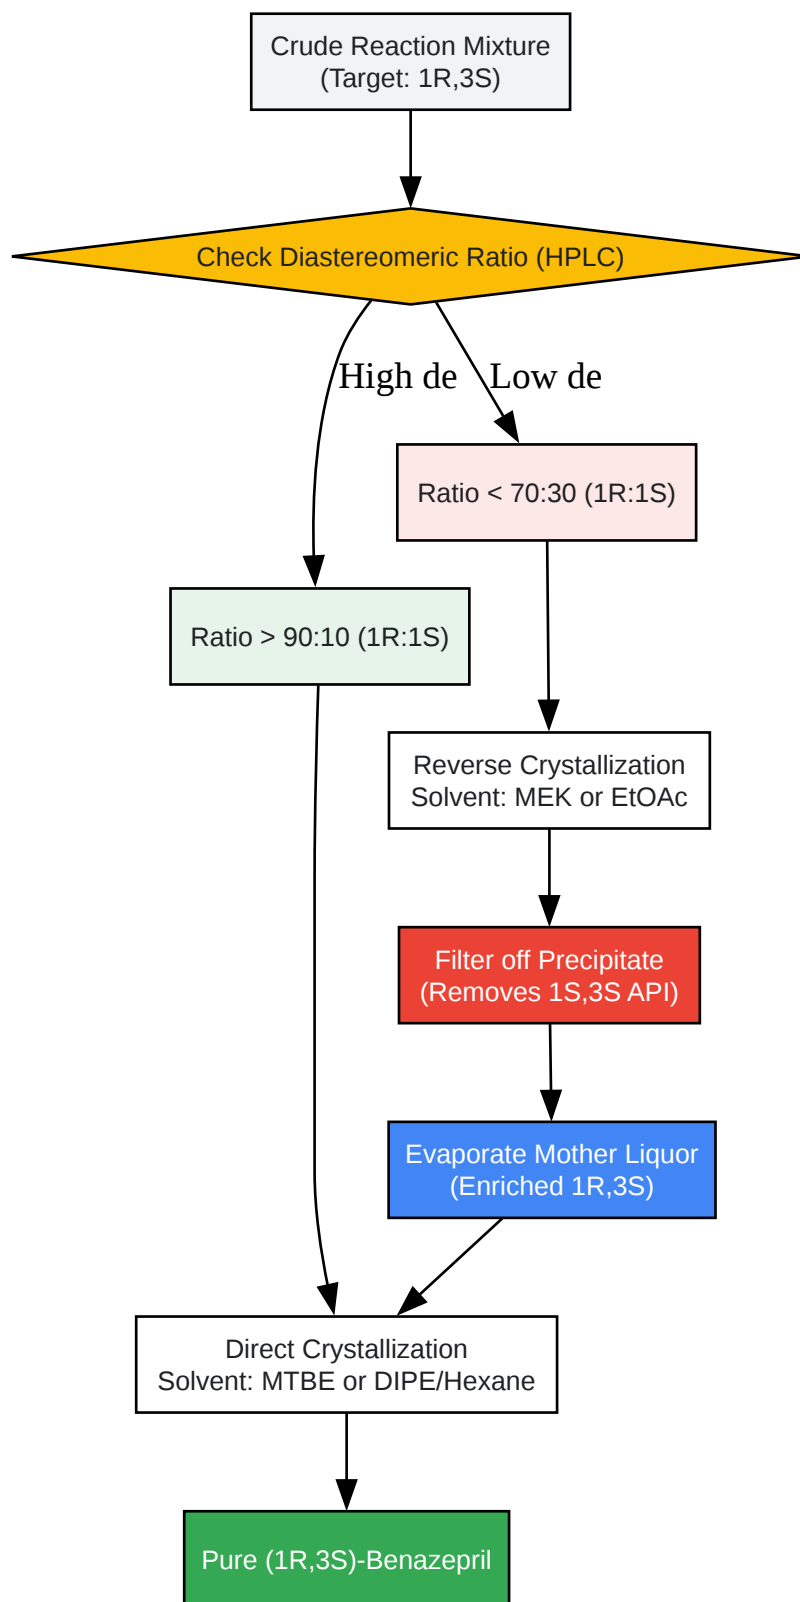 Crude Reaction Mixture
(Target: 1R,3S)
Check Diastereomeric Ratio (HPLC)
High de
Low de
Ratio < 70:30 (1R:1S)
Ratio > 90:10 (1R:1S)
Reverse Crystallization
Solvent: MEK or EtOAc
Filter off Precipitate
(Removes 1S,3S API)
Evaporate Mother Liquor
(Enriched 1R,3S)
Direct Crystallization
Solvent: MTBE or DIPE/Hexane
Pure (1R,3S)-Benazepril